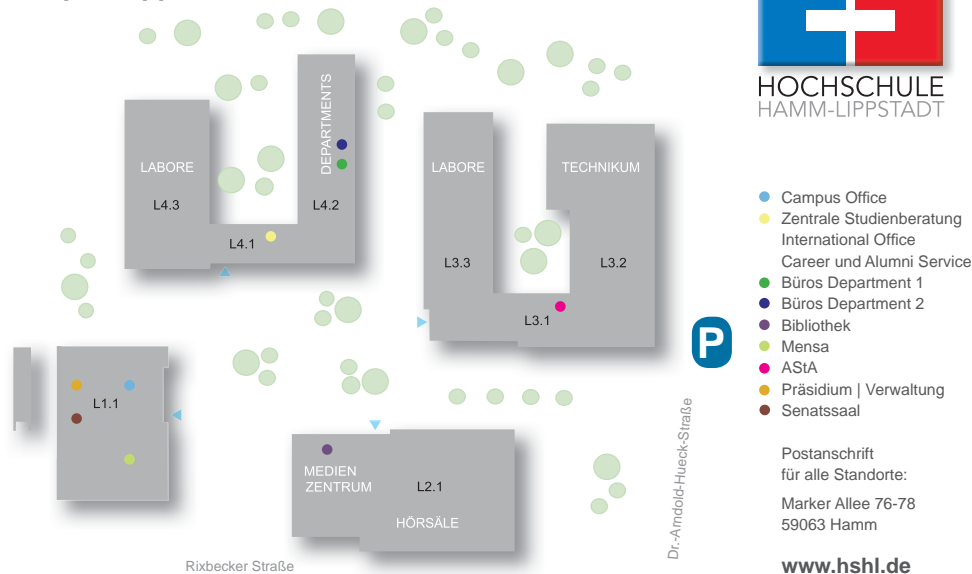 HOCHSCHULE
HAMM-LIPPSTADT
LABORE
L4.3
DEPARTMENTS
L4.2
L4.1
LABORE
L3.3
TECHNIKUM
L3.2
L3.1
P
L1.1
MEDIEN
ZENTRUM
L2.1
HÖRSÄLE
Rixbecker Straße
Dr.-Arndold-Hueck-Straße
Campus Office
Zentrale Studienberatung
International Office
Career und Alumni Service
Büros Department 1
Büros Department 2
Bibliothek
Mensa
AStA
Präsidium | Verwaltung
Senatssaal
Postanschrift
für alle Standorte:
Marker Allee 76-78
59063 Hamm
www.hshl.de